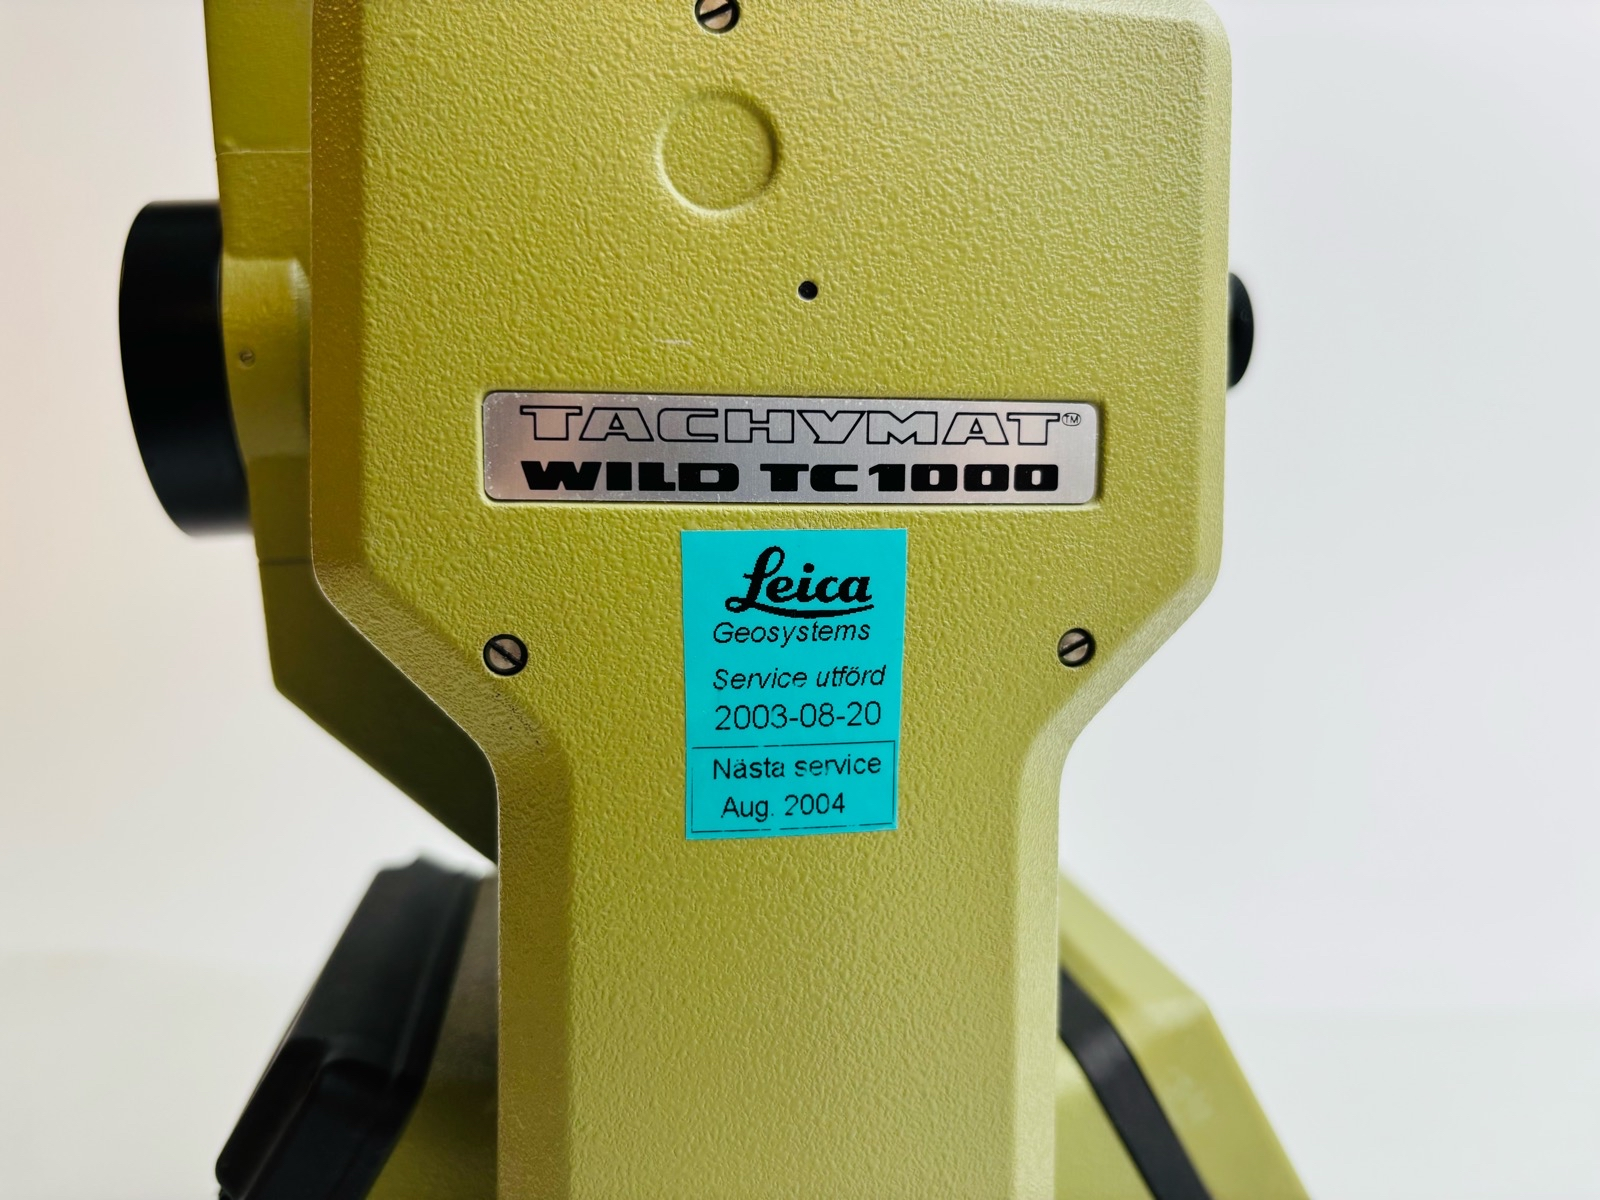 TACHYMAT™
WILD TC1000
Leica
Geosystems
Service utförd
2003-08-20
Nästa service
Aug. 2004